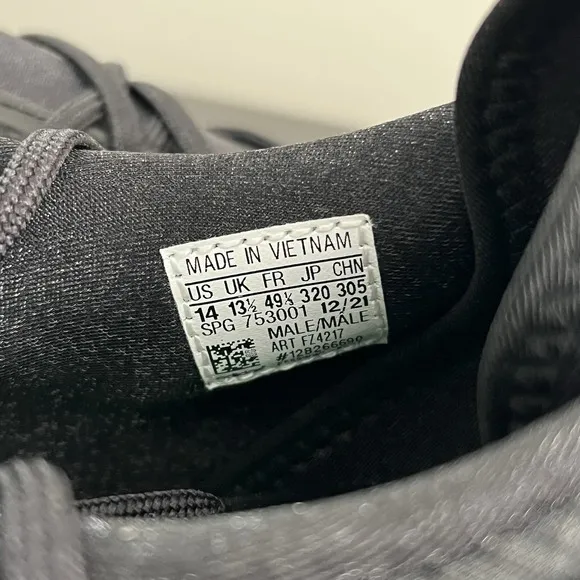 MADE IN VIETNAM
US UK FR JP CHN
14 13½ 49⅓ 320 305
SPG 753001 12/21
MALE/MÂLE
ART FZ4217